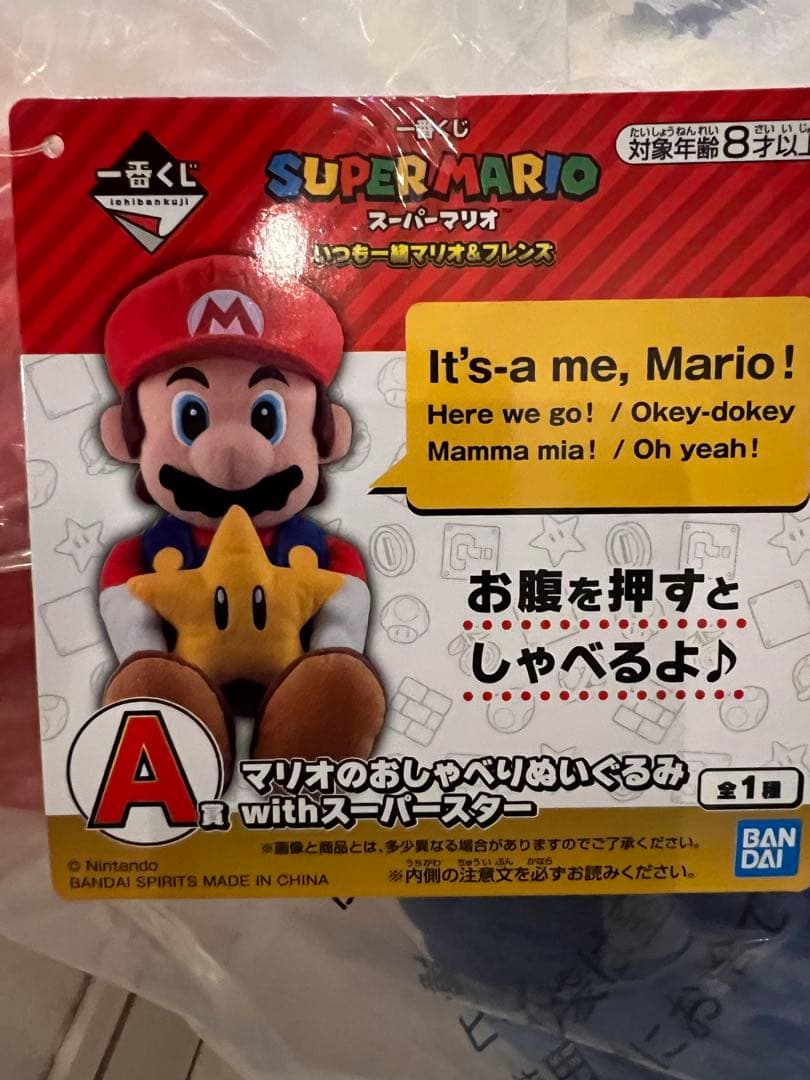 一番くじ
ichibankuji
一番くじ
SUPER MARIO™
スーパーマリオ
いつも一緒マリオ&フレンズ
たいしょうねんれい さいいじ
対象年齢8才以上
M
It's-a me, Mario!
Here we go! / Okey-dokey
Mamma mia! / Oh yeah!
お腹を押すと
しゃべるよ♪
A賞
マリオのおしゃべりぬいぐるみ
withスーパースター
全1種
※画像と商品とは、多少異なる場合がありますのでご了承ください。
うちがわ ちゅういぶん かなら
※内側の注意文を必ずお読みください。
© Nintendo
BANDAI SPIRITS MADE IN CHINA
BAN
DAI